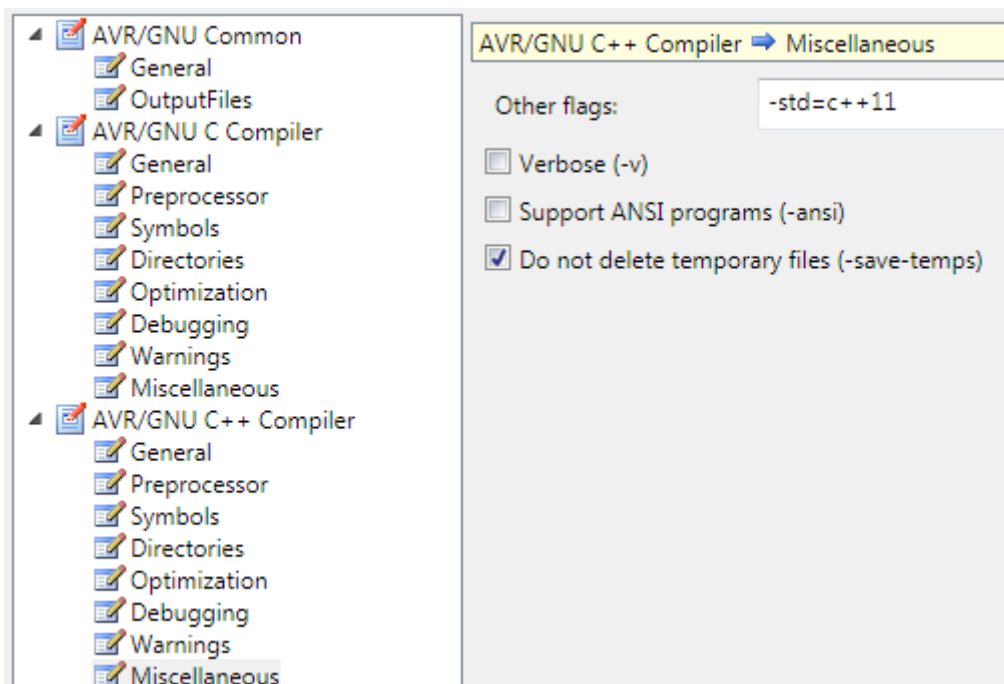 AVR/GNU Common
General
OutputFiles
AVR/GNU C Compiler
General
Preprocessor
Symbols
Directories
Optimization
Debugging
Warnings
Miscellaneous
AVR/GNU C++ Compiler
General
Preprocessor
Symbols
Directories
Optimization
Debugging
Warnings
Miscellaneous
AVR/GNU C++ Compiler Miscellaneous
Other flags: -std=c++11
Verbose (-v)
Support ANSI programs (-ansi)
Do not delete temporary files (-save-temps)